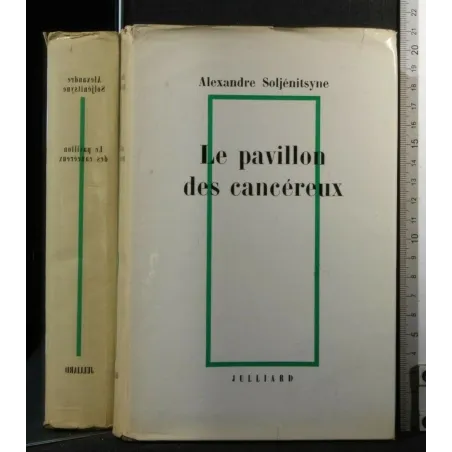 Alexandre
Soljénitsyne
Le pavillon
des cancéreux
JULLIARD
Alexandre Soljénitsyne
Le pavillon
des cancéreux
JULLIARD